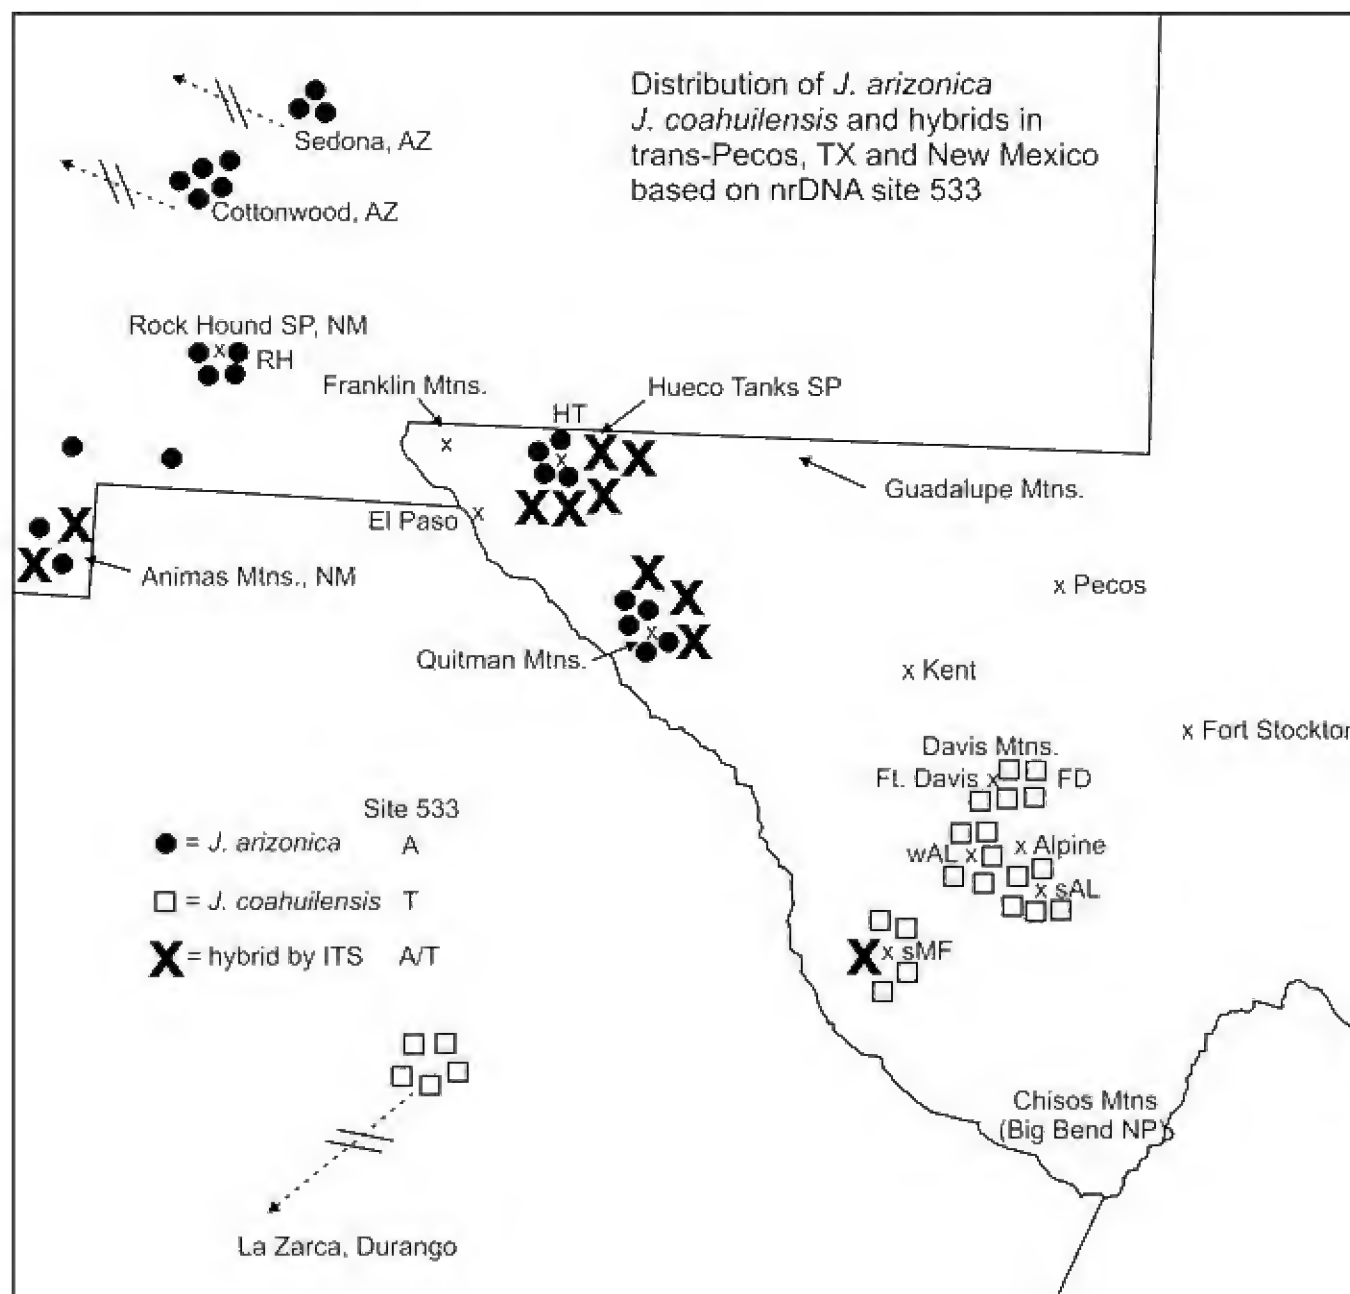 Distribution of J. arizonica
J. coahuilensis and hybrids in
trans-Pecos, TX and New Mexico
based on nrDNA site 533
Sedona, AZ
Cottonwood, AZ
Rock Hound SP, NM
x
RH
Franklin Mtns.
x
Hueco Tanks SP
HT
x
Guadalupe Mtns.
El Paso x
Animas Mtns., NM
x Pecos
Quitman Mtns.
x
x Kent
x Fort Stockton
Davis Mtns.
Ft. Davis x
FD
wAL x
x Alpine
x sAL
x sMF
Site 533
= J. arizonica A
= J. coahuilensis T
X = hybrid by ITS A/T
Chisos Mtns
(Big Bend NP)
La Zarca, Durango